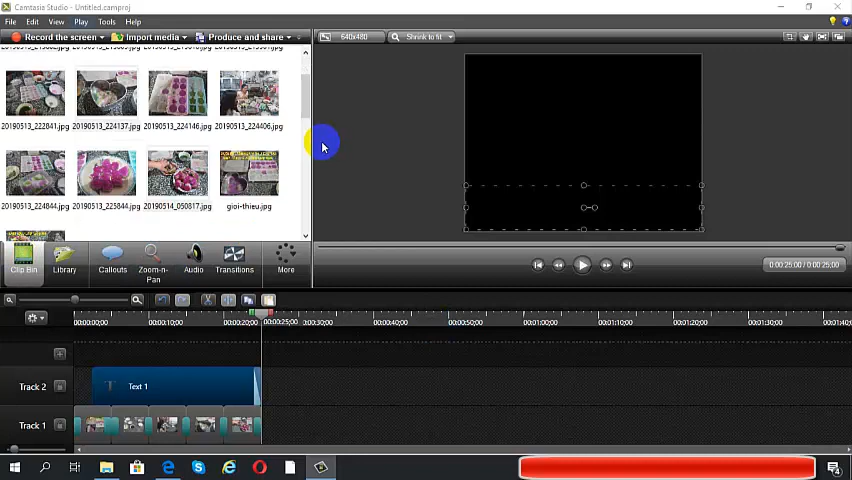 Camtasia Studio - Untitled.camproj
File Edit View Play Tools Help
Record the screen Import media Produce and share 640x480 Shrink to fit
20190513_222841.jpg 20190513_224137.jpg 20190513_224146.jpg 20190513_224406.jpg
20190513_224844.jpg 20190513_225844.jpg 20190514_050817.jpg gioi-thieu.jpg
Clip Bin Library Callouts Zoom-n-Pan Audio Transitions More
0:00:25;00 / 0:00:25;00
00:00:00;00 00:00:10;00 00:00:20;00 00:00:25;00 0:00:30;00 00:00:40;00 00:00:50;00 00:01:00;00 00:01:10;00 00:01:20;00 00:01:30;00
Track 2 T Text 1
Track 1
4